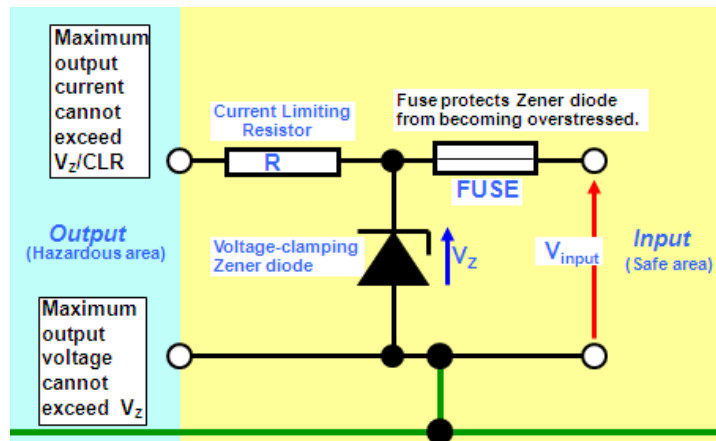 Maximum
output
current
cannot
exceed
Vz/CLR
Current Limiting
Resistor
R
Fuse protects Zener diode
from becoming overstressed.
FUSE
Output
(Hazardous area)
Voltage-clamping
Zener diode
Vz
Vinput
Input
(Safe area)
Maximum
output
voltage
cannot
exceed Vz